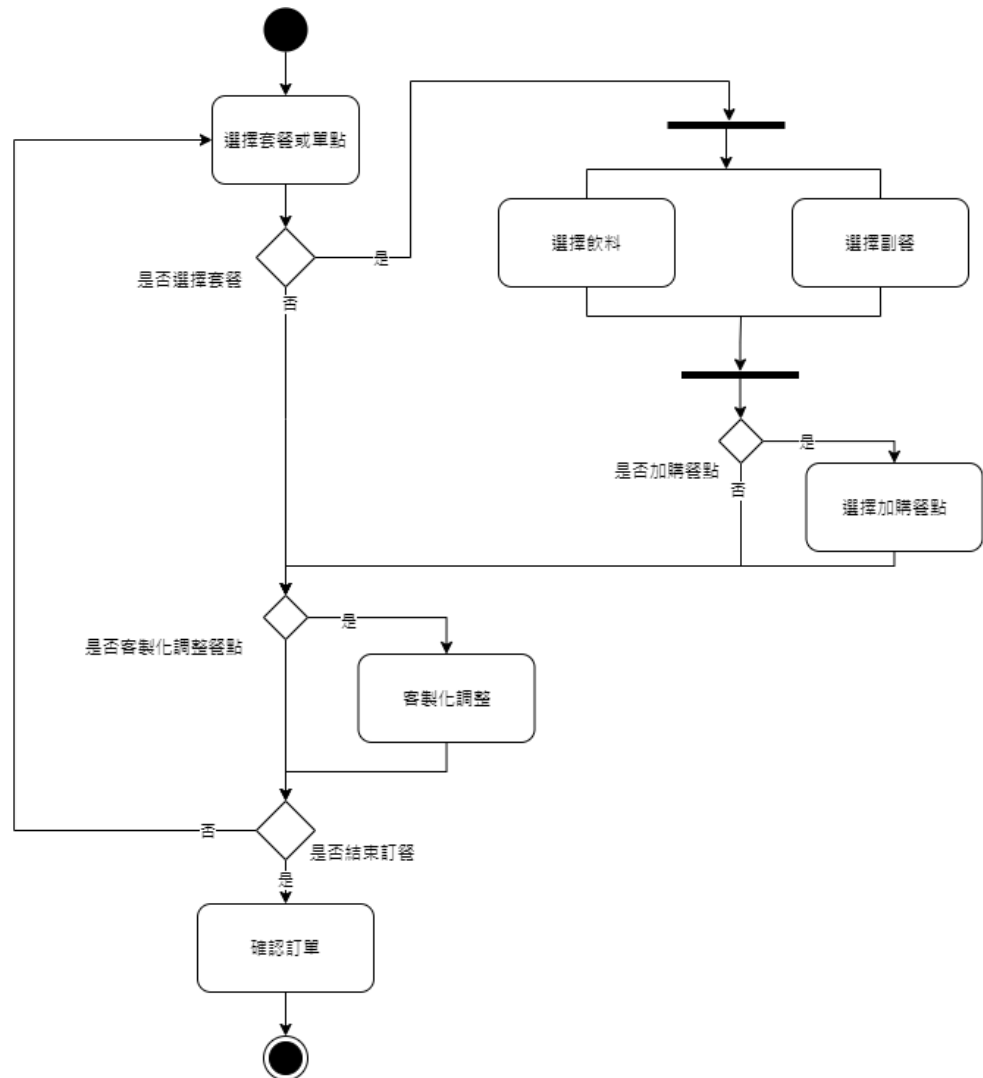 選擇套餐或單點
是
是否選擇套餐
否
選擇飲料
選擇副餐
是
是否加購餐點
否
選擇加購餐點
是
是否客製化調整餐點
客製化調整
否
是否結束訂餐
是
確認訂單